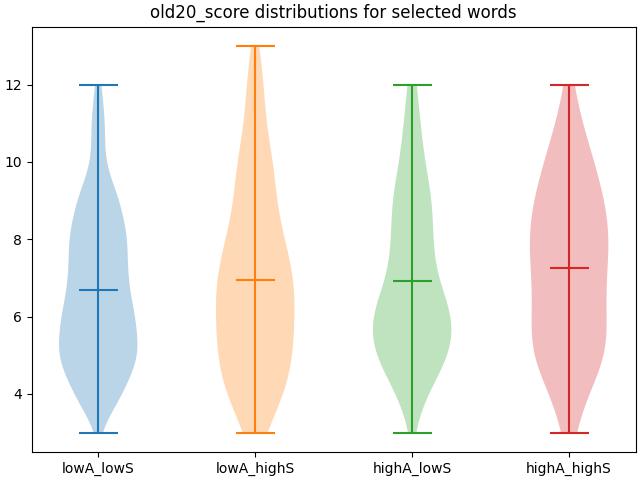 old20_score distributions for selected words
12
10
8
6
4
lowA_lowS
lowA_highS
highA_lowS
highA_highS